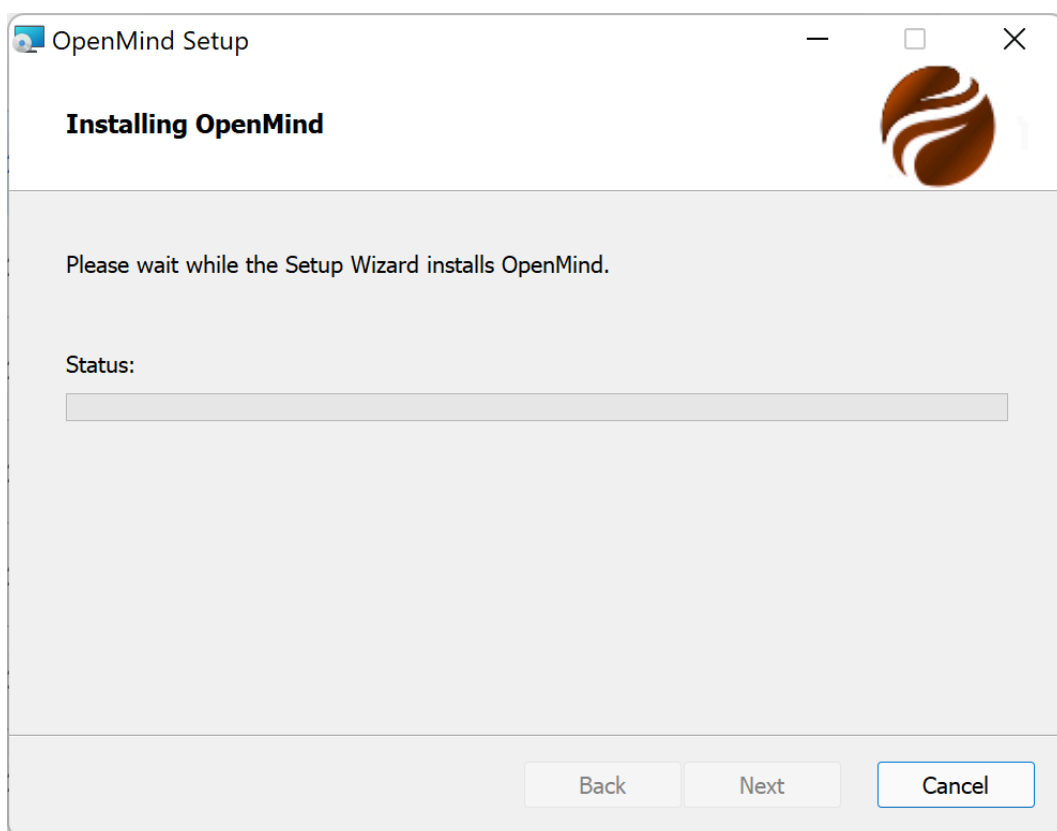 OpenMind Setup
Installing OpenMind
Please wait while the Setup Wizard installs OpenMind.
Status:
Back Next Cancel